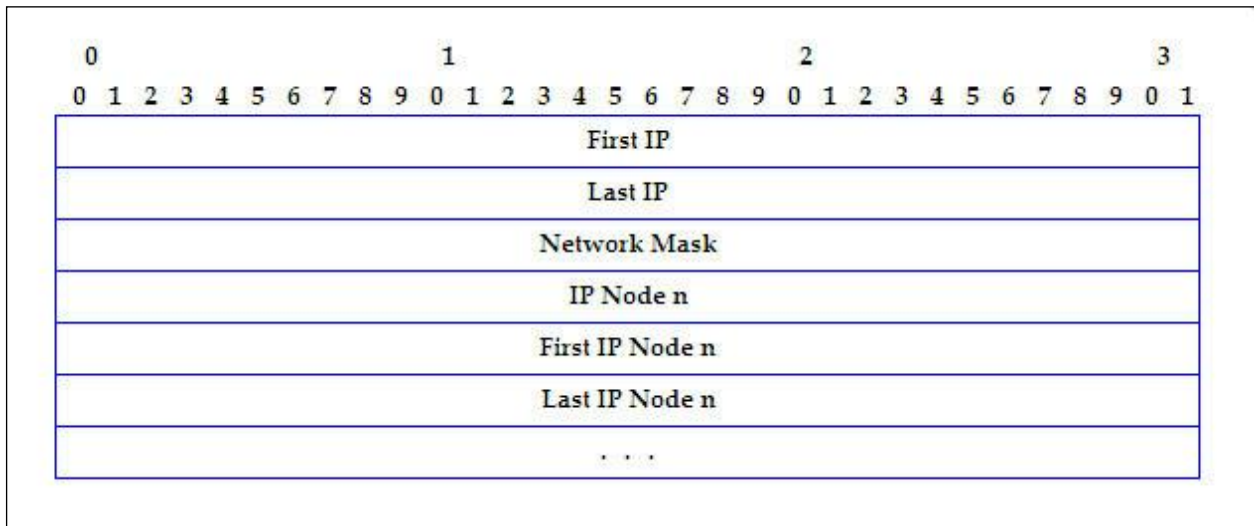 0 1 2 3
0 1 2 3 4 5 6 7 8 9 0 1 2 3 4 5 6 7 8 9 0 1 2 3 4 5 6 7 8 9 0 1
First IP
Last IP
Network Mask
IP Node n
First IP Node n
Last IP Node n
. . .